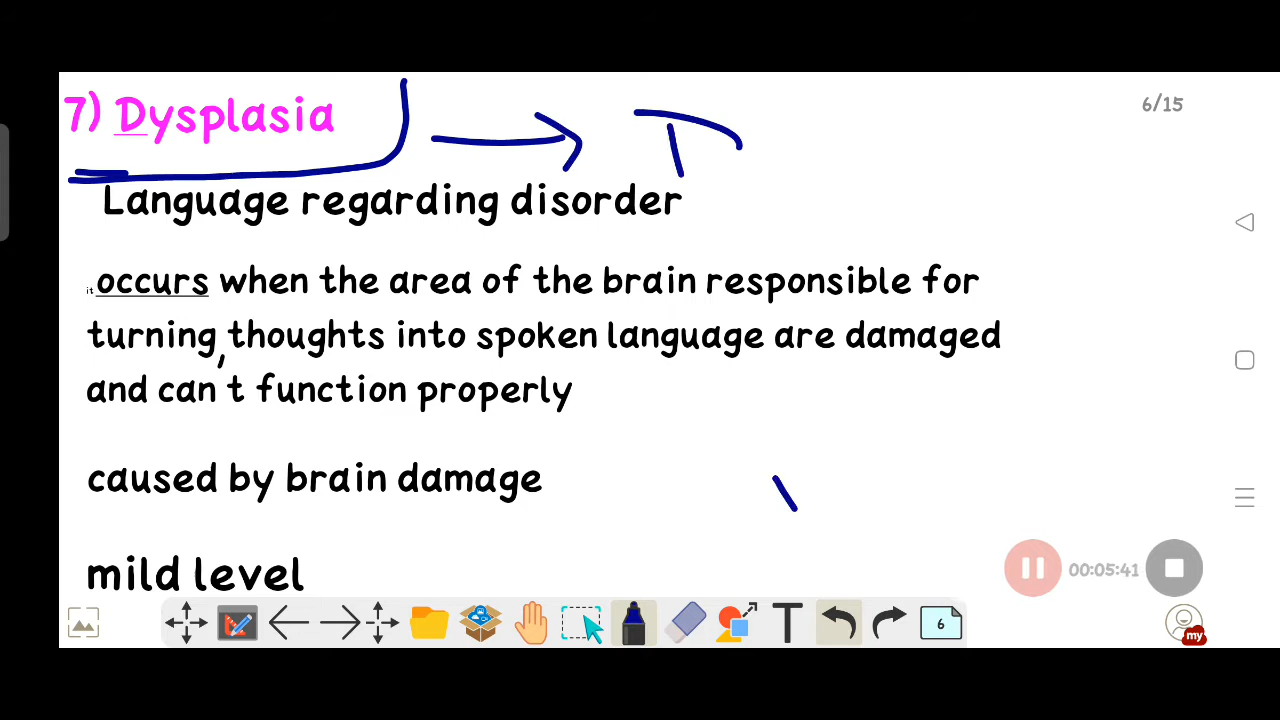 7) Dysplasia
6/15
Language regarding disorder
it occurs when the area of the brain responsible for
turning, thoughts into spoken language are damaged
and can't function properly
caused by brain damage
mild level
00:05:41
T
6
my